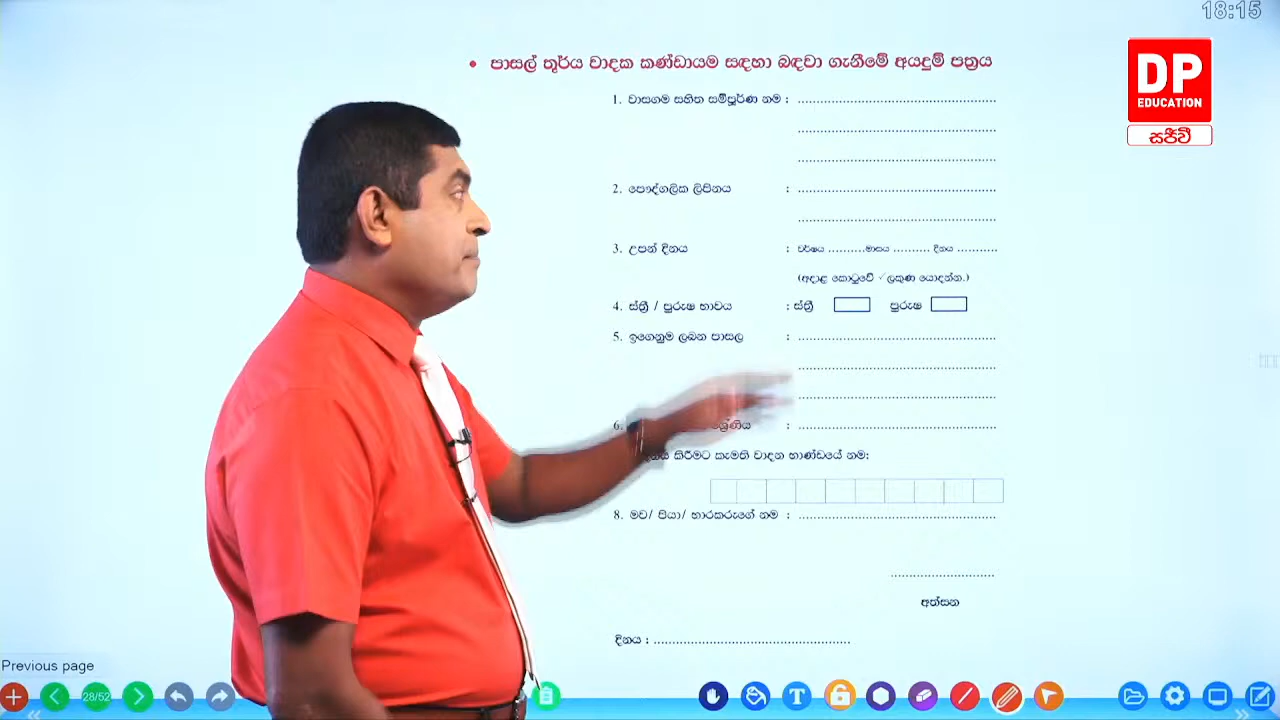 18:15
DP
EDUCATION
සජීවී
• පාසල් තූර්ය වාදක කණ්ඩායම සඳහා බඳවා ගැනීමේ අයදුම් පත්‍රය
1. වාසගම සහිත සම්පූර්ණ නම : ........................................................
........................................................
........................................................
2. පෞද්ගලික ලිපිනය : ........................................................
........................................................
3. උපන් දිනය : වර්ෂය ..........මාසය .......... දිනය ...........
(අදාළ කොටුවේ ✓ ලකුණ යොදන්න.)
4. ස්ත්‍රී / පුරුෂ භාවය : ස්ත්‍රී පුරුෂ
5. ඉගෙනුම ලබන පාසල : ........................................................
........................................................
........................................................
6. ශ්‍රේණිය : ........................................................
කිරීමට කැමති වාදන භාණ්ඩයේ නම:
8. මව/ පියා/ භාරකරුගේ නම : ........................................................
.............................
අත්සන
දිනය : ........................................................
Previous page
28/52